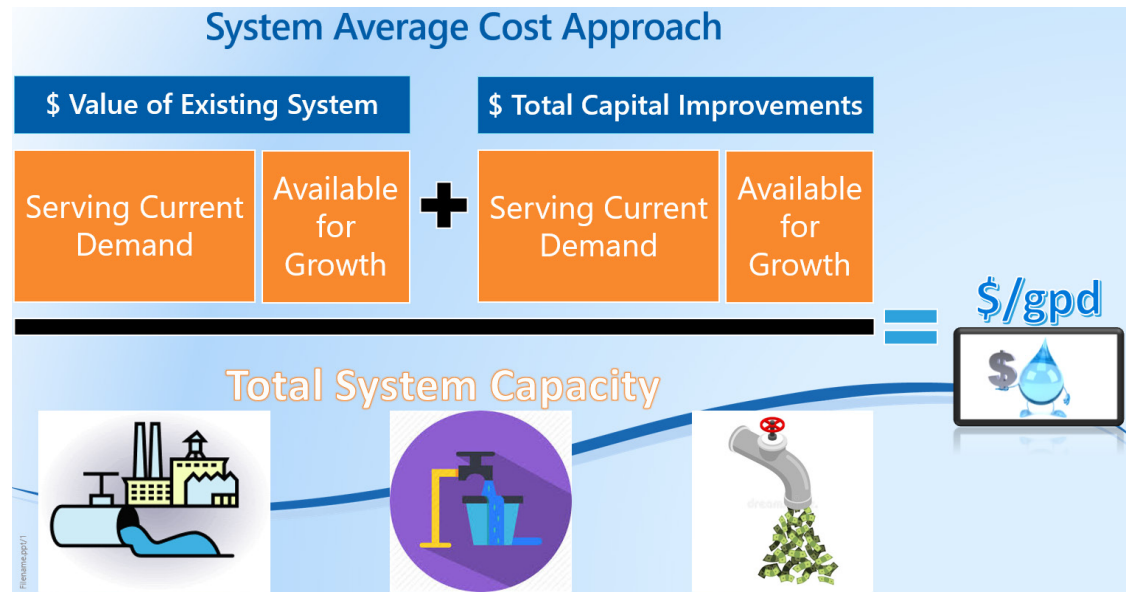 System Average Cost Approach
$ Value of Existing System
$ Total Capital Improvements
Serving Current
Demand
Available
for
Growth
+
Serving Current
Demand
Available
for
Growth
=
$/gpd
$
Total System Capacity
Filename.ppt/1